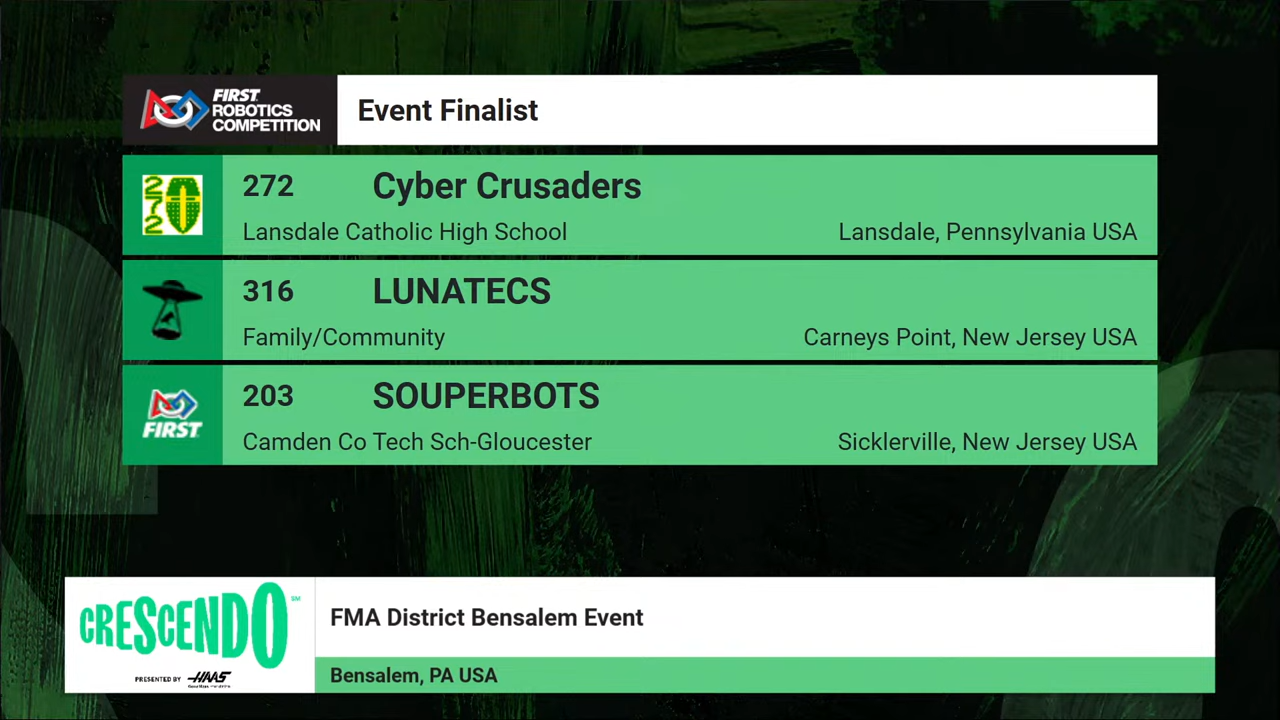 FIRST
ROBOTICS
COMPETITION
Event Finalist
272
272 Cyber Crusaders
Lansdale Catholic High School Lansdale, Pennsylvania USA
316 LUNATECS
Family/Community Carneys Point, New Jersey USA
FIRST
203 SOUPERBOTS
Camden Co Tech Sch-Gloucester Sicklerville, New Jersey USA
CRESCENDO SM
PRESENTED BY HAAS
FMA District Bensalem Event
Bensalem, PA USA